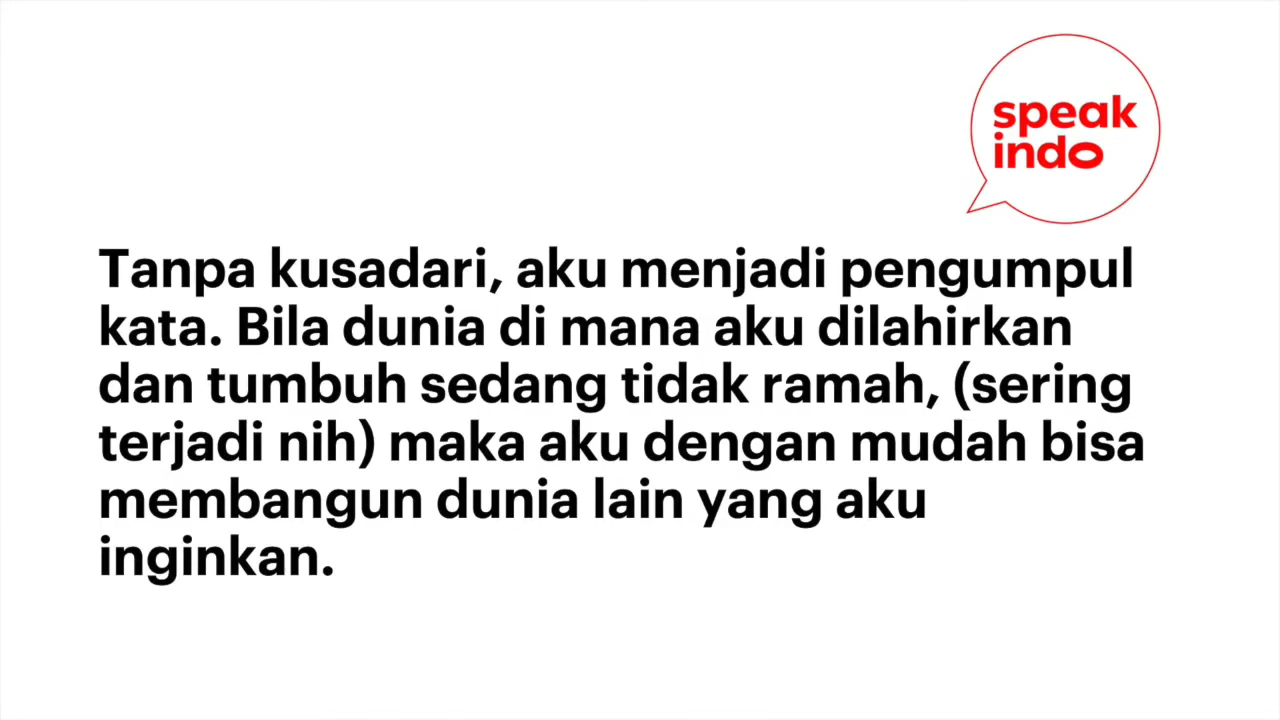 speak
indo
Tanpa kusadari, aku menjadi pengumpul
kata. Bila dunia di mana aku dilahirkan
dan tumbuh sedang tidak ramah, (sering
terjadi nih) maka aku dengan mudah bisa
membangun dunia lain yang aku
inginkan.